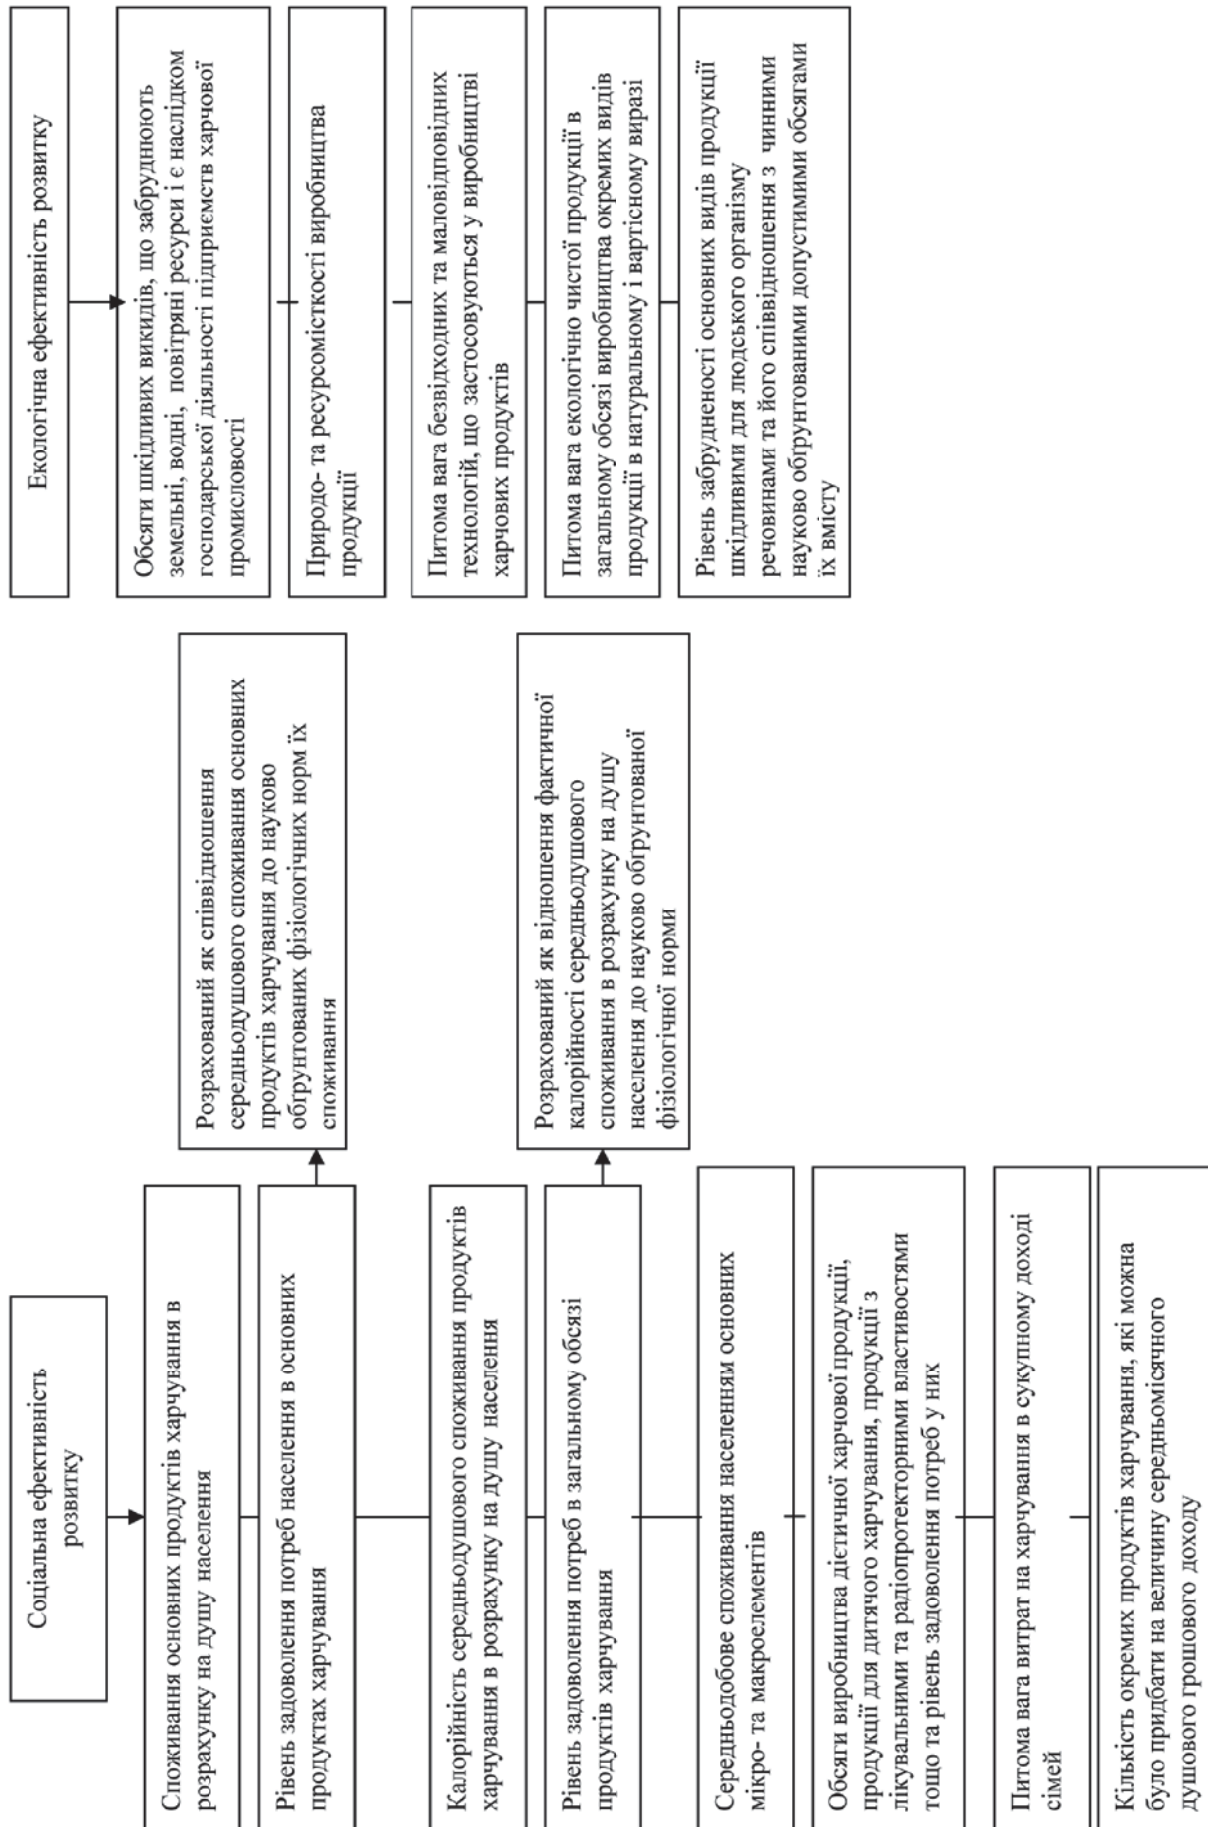 Соціальна ефективність
розвитку
Споживання основних продуктів харчування в
розрахунку на душу населення
Рівень задоволення потреб населення в основних
продуктах харчування
Розрахований як співвідношення
середньодушового споживання основних
продуктів харчування до науково
обґрунтованих фізіологічних норм їх
споживання
Калорійність середньодушового споживання продуктів
харчування в розрахунку на душу населення
Рівень задоволення потреб в загальному обсязі
продуктів харчування
Розрахований як відношення фактичної
калорійності середньодушового
споживання в розрахунку на душу
населення до науково обґрунтованої
фізіологічної норми
Середньодобове споживання населенням основних
мікро- та макроелементів
Обсяги виробництва дієтичної харчової продукції,
продукції для дитячого харчування, продукції з
лікувальними та радіопротекторними властивостями
тощо та рівень задоволення потреб у них
Питома вага витрат на харчування в сукупному доході
сімей
Кількість окремих продуктів харчування, які можна
було придбати на величину середньомісячного
душового грошового доходу
Екологічна ефективність розвитку
Обсяги шкідливих викидів, що забруднюють
земельні, водні, повітряні ресурси і є наслідком
господарської діяльності підприємств харчової
промисловості
Природо- та ресурсомісткості виробництва
продукції
Питома вага безвідходних та маловідповідних
технологій, що застосовуються у виробництві
харчових продуктів
Питома вага екологічно чистої продукції в
загальному обсязі виробництва окремих видів
продукції в натуральному і вартісному виразі
Рівень забрудненості основних видів продукції
шкідливими для людського організму
речовинами та його співвідношення з чинними
науково обґрунтованими допустимими обсягами
їх вмісту